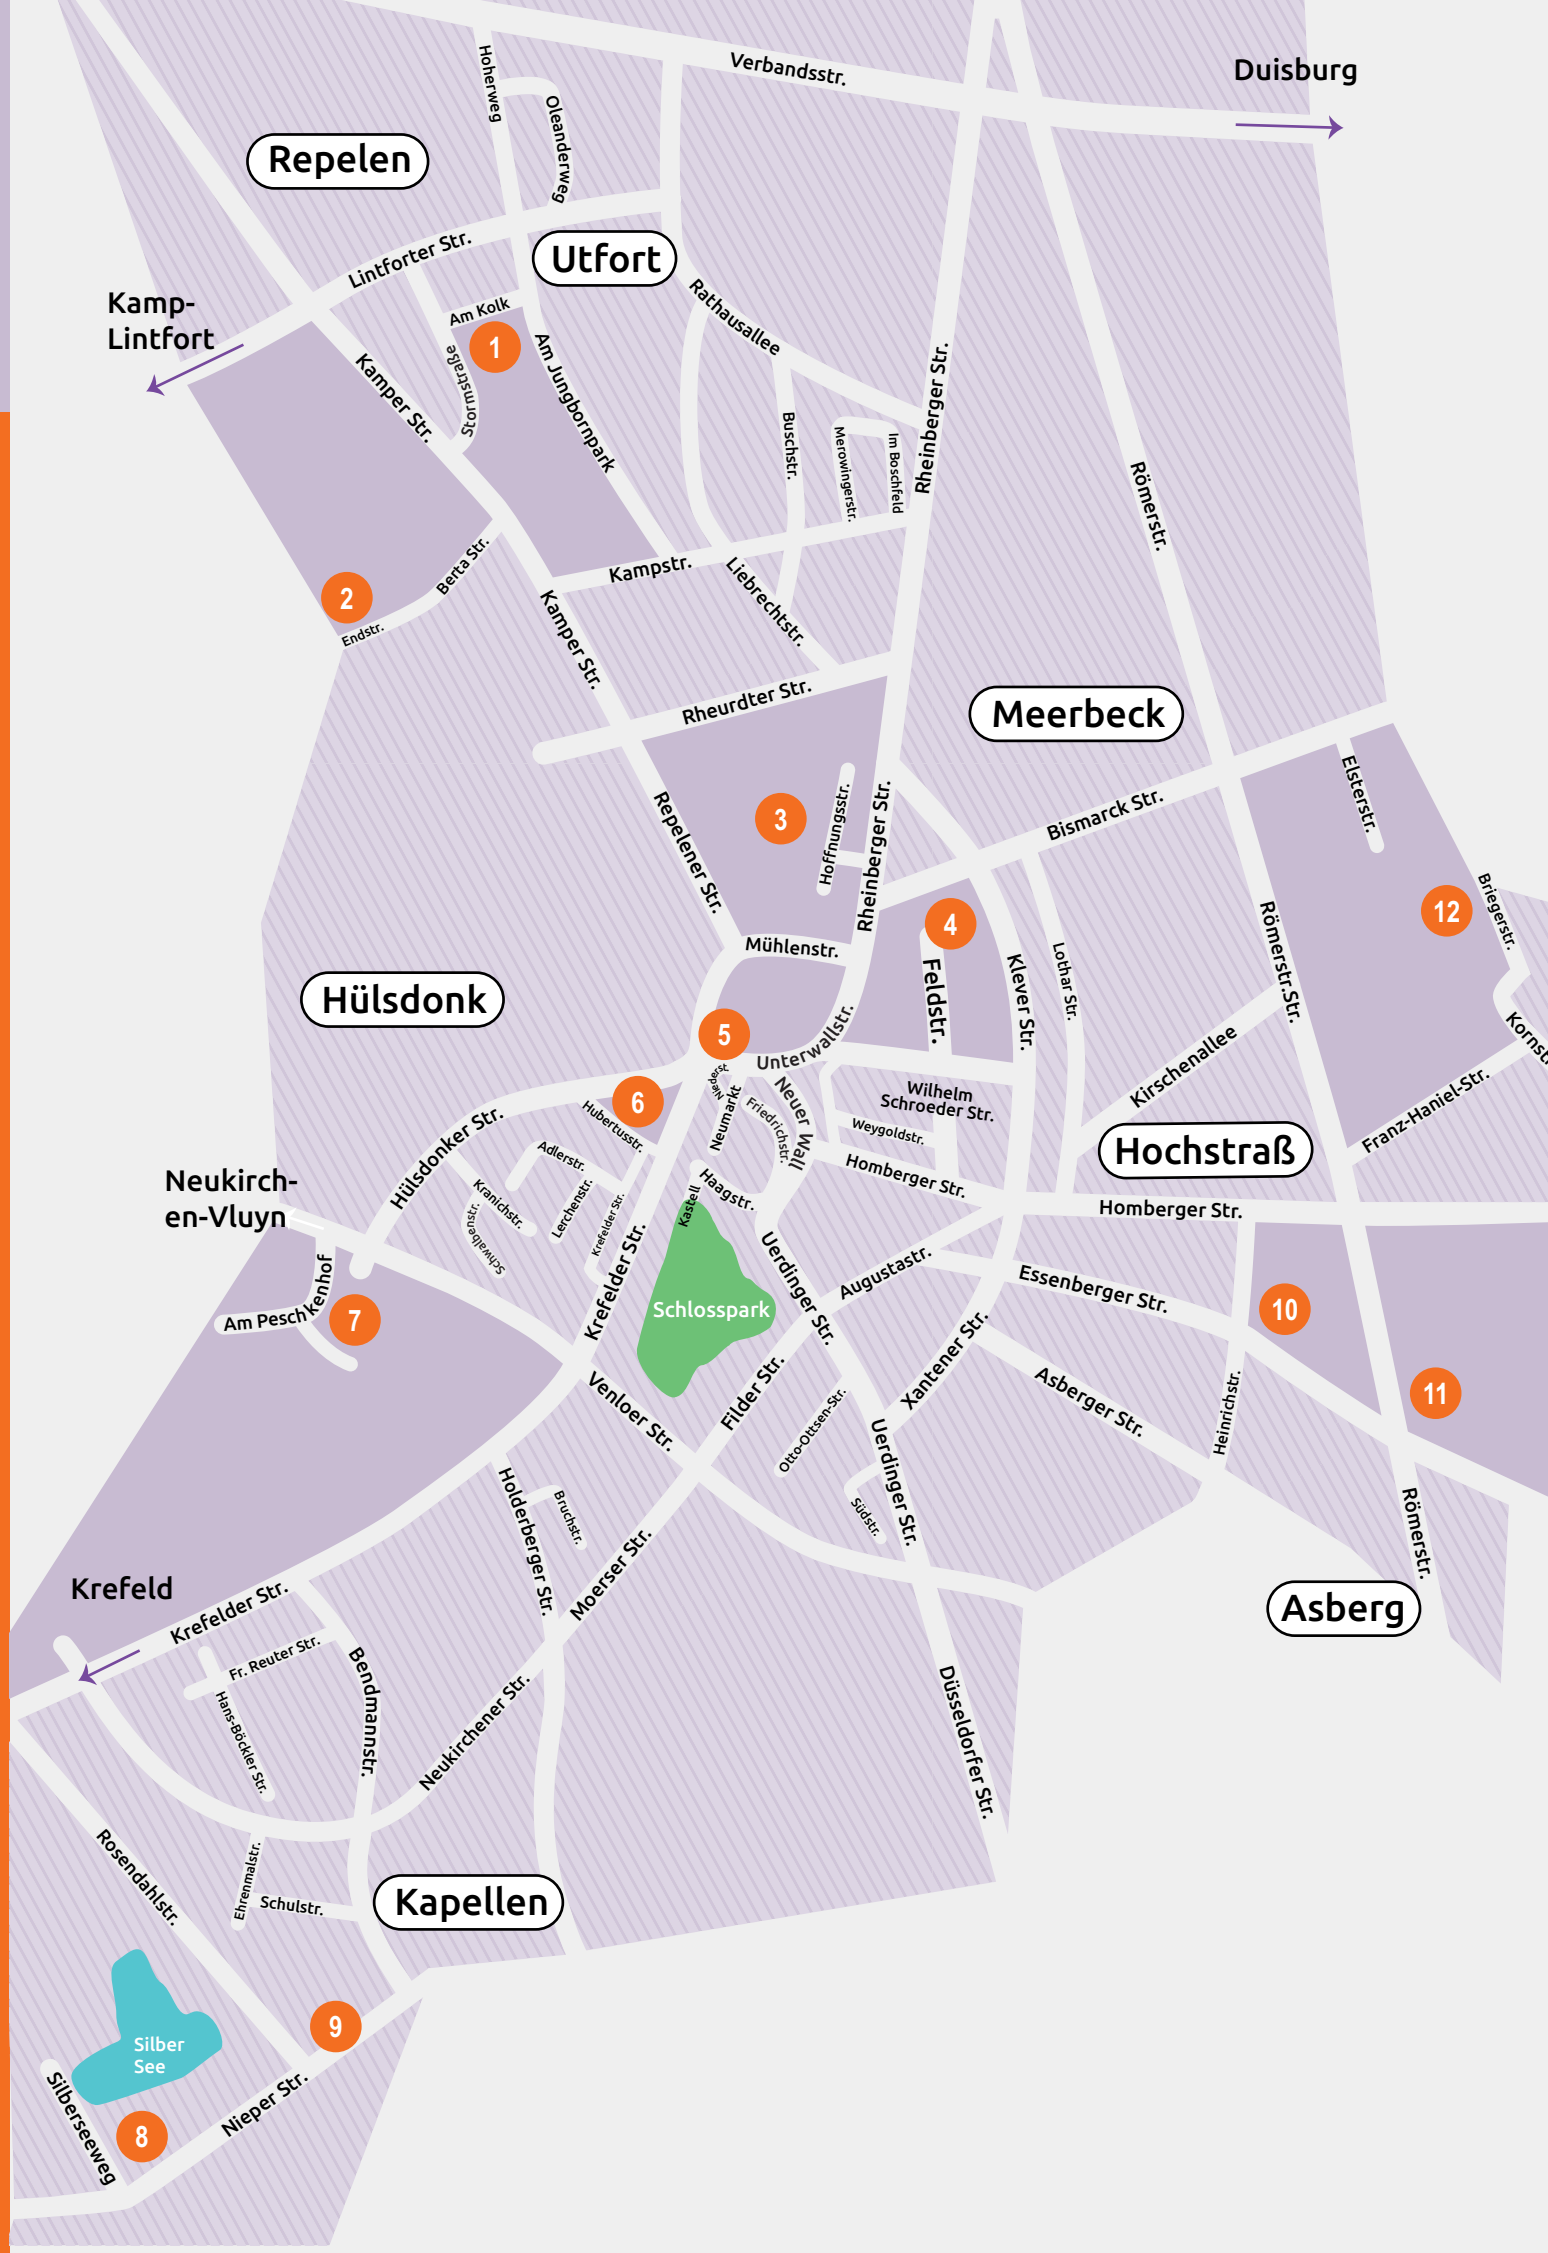 Verbandsstr.
Duisburg
Hoherweg
Oleanderweg
Repelen
Lintforter Str.
Utfort
Kamp-
Lintfort
Am Kolk
1
Stormstraße
Am Jungbornpark
Rathausallee
Kamper Str.
Rheinberger Str.
Buschstr.
Merowingerstr.
Im Boschfeld
Römerstr.
Berta Str.
Kampstr.
Liebrechtstr.
2
Endstr.
Kamper Str.
Rheurdter Str.
Meerbeck
Elsterstr.
Bismarck Str.
3
Hoffnungsstr.
Repelener Str.
Rheinberger Str.
4
12
Briegerstr.
Mühlenstr.
Feldstr.
Klever Str.
Lothar Str.
Römerstr.Str.
Hülsdonk
5
Unterwallstr.
Kornstr
Kirschenallee
Franz-Haniel-Str.
Neumarkt
Neuer Wall
Friedrichstr.
Wilhelm
Schroeder Str.
6
Hubertusstr.
Weygoldstr.
Hülsdonker Str.
Adlerstr.
Hochstraß
Homberger Str.
Neukirch-
en-Vluyn
Kranichstr.
Lerchenstr.
Schwalbenstr.
Krefelder Str.
Haagstr.
Kastell
Homberger Str.
Krefelder Str.
Uerdinger Str.
Augustastr.
Essenberger Str.
Am Peschkenhof
7
Schlosspark
10
Xantener Str.
Filder Str.
Venloer Str.
Otto-Ottsen-Str.
Asberger Str.
Heinrichstr.
11
Uerdinger Str.
Südstr.
Holderberger Str.
Bruchstr.
Moerser Str.
Römerstr.
Krefeld
Asberg
Krefelder Str.
Fr. Reuter Str.
Bendmannstr.
Hans-Böckler Str.
Neukirchener Str.
Düsseldorfer Str.
Rosendahlstr.
Ehrenmalstr.
Schulstr.
Kapellen
Silber
See
9
Silberseeweg
Nieper Str.
8